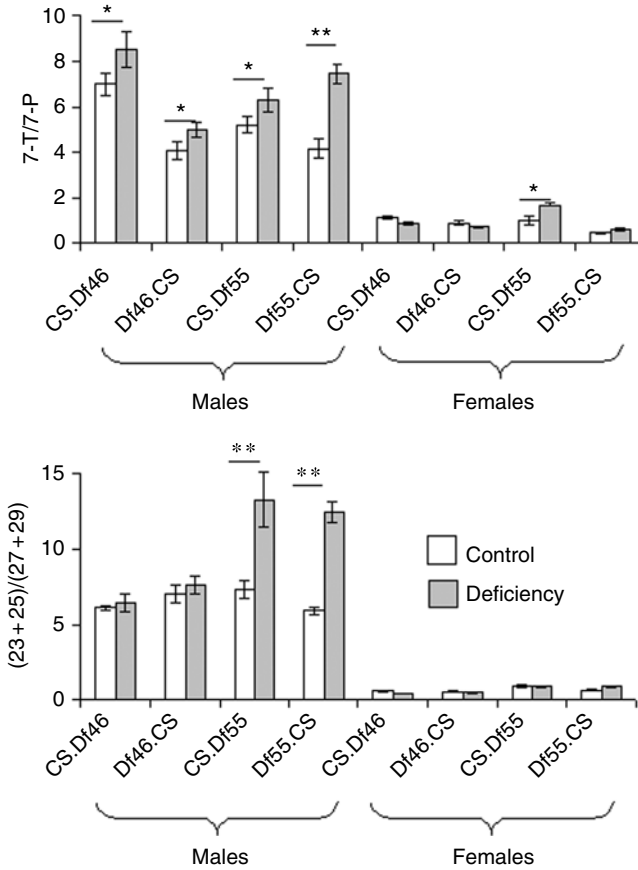 10
8
6
4
2
0
7-T/7-P
*
*
*
**
*
CS.Df46
Df46.CS
CS.Df55
Df55.CS
CS.Df46
Df46.CS
CS.Df55
Df55.CS
Males
Females
15
10
5
0
(23 + 25)/(27 + 29)
**
**
Control
Deficiency
CS.Df46
Df46.CS
CS.Df55
Df55.CS
CS.Df46
Df46.CS
CS.Df55
Df55.CS
Males
Females